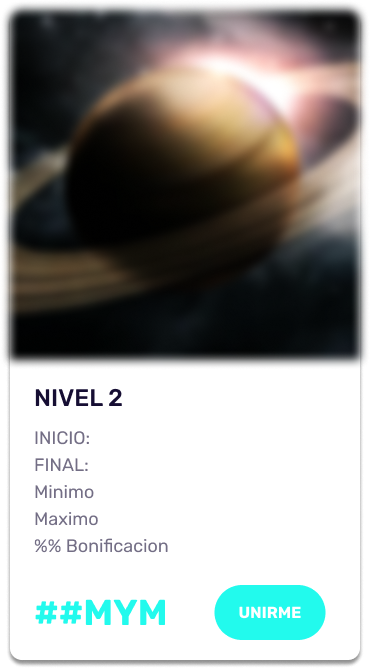 NIVEL 2
INICIO:
FINAL:
Minimo
Maximo
%% Bonificacion
##MYM
UNIRME